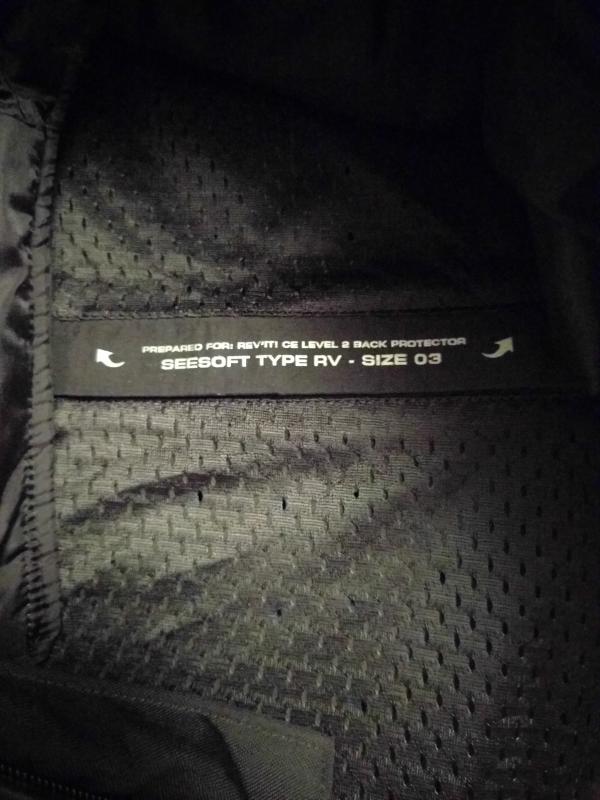 PREPARED FOR: REV'IT! CE LEVEL 2 BACK PROTECTOR
SEESOFT TYPE RV - SIZE 03